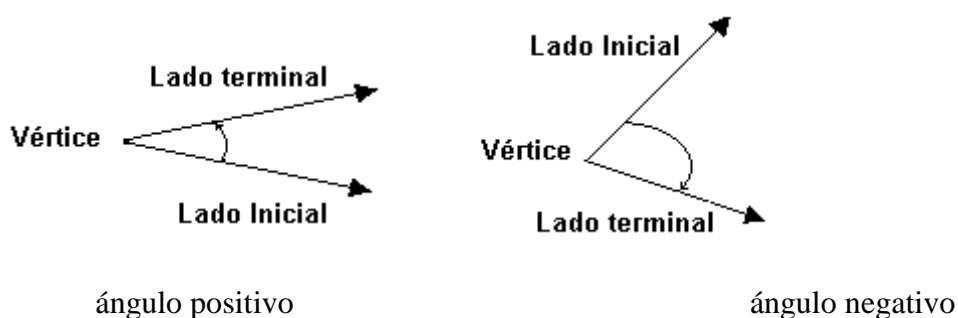 Lado Inicial
Lado terminal
Vértice
Vértice
Lado Inicial
Lado terminal
ángulo positivo
ángulo negativo